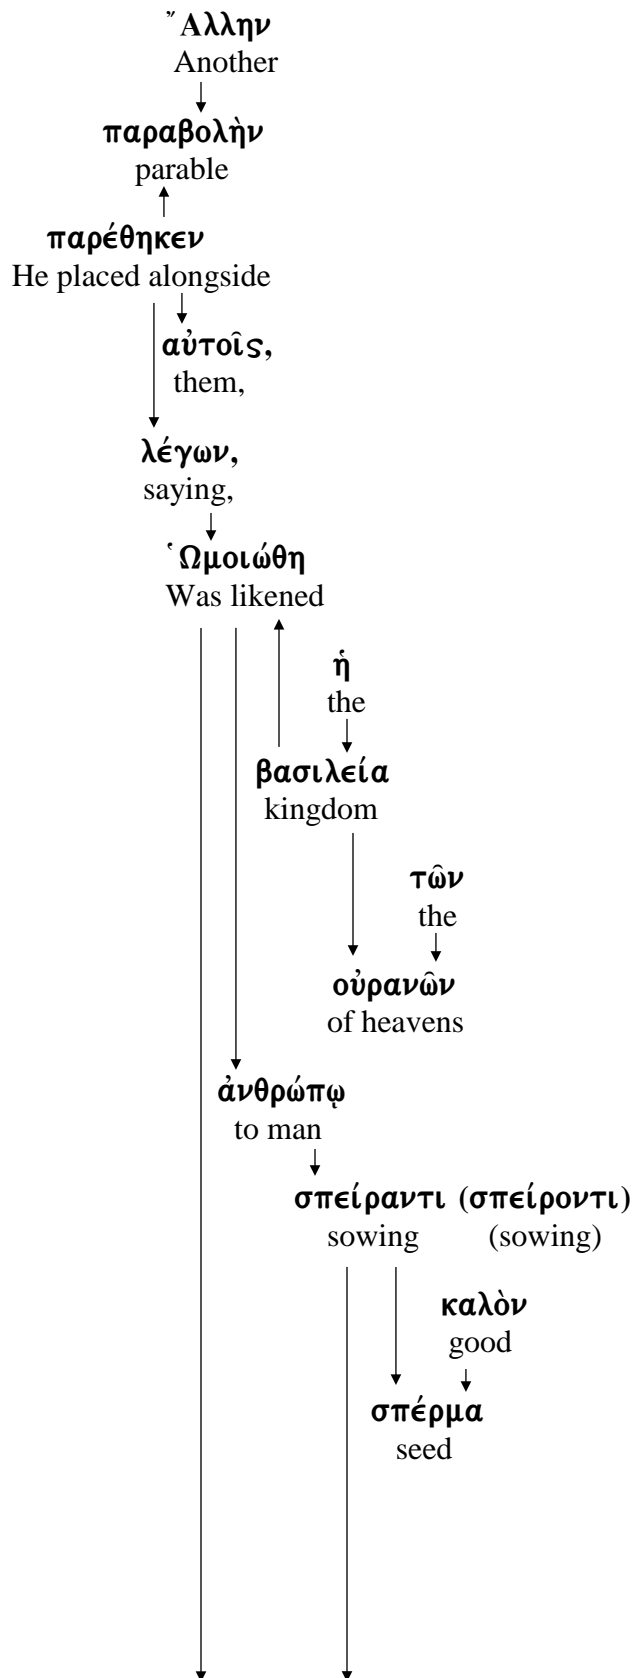 Ἄλλην
Another
παραβολὴν
parable
παρέθηκεν
He placed alongside
αὐτοῖς,
them,
λέγων,
saying,
Ὡμοιώθη
Was likened
ἡ
the
βασιλεία
kingdom
τῶν
the
οὐρανῶν
of heavens
ἀνθρώπῳ
to man
σπείραντι (σπείροντι)
sowing (sowing)
καλὸν
good
σπέρμα
seed